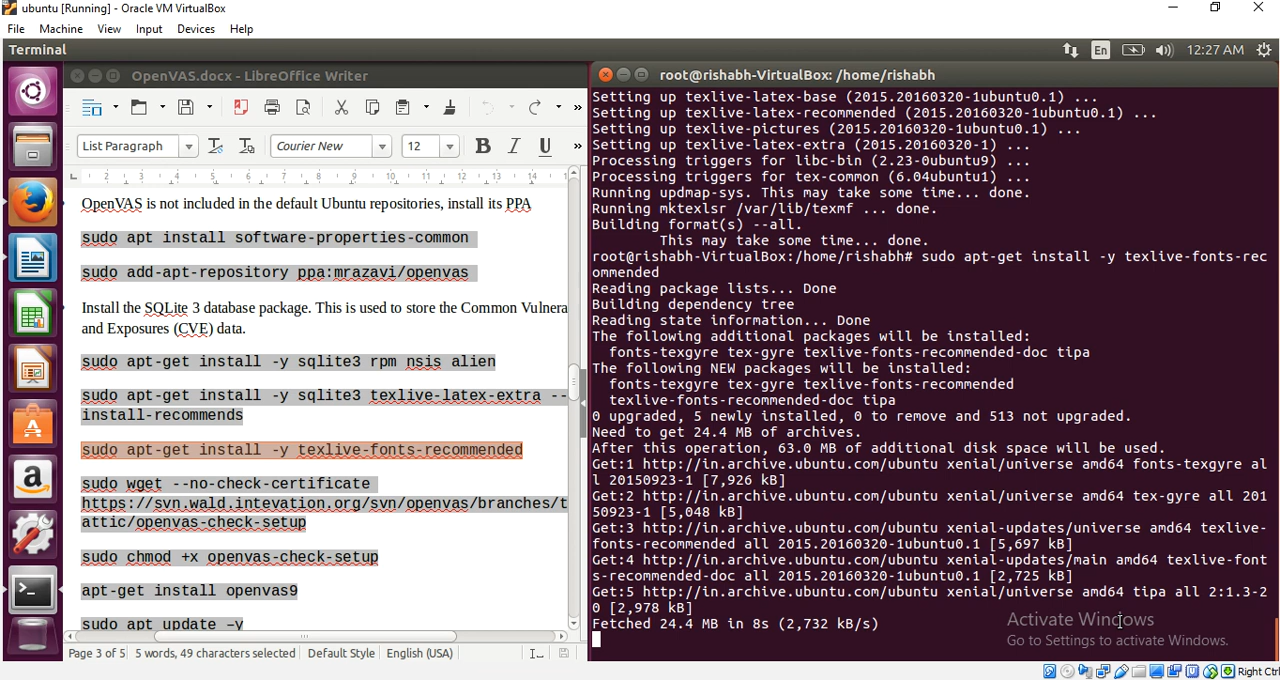 ubuntu [Running] - Oracle VM VirtualBox
File Machine View Input Devices Help
Terminal
En
12:27 AM
OpenVAS.docx - LibreOffice Writer
List Paragraph
Courier New
12
B I U
1 2 3 4 5 6 7 8 9 10 11 12 13 14
OpenVAS is not included in the default Ubuntu repositories, install its PPA
sudo apt install software-properties-common
sudo add-apt-repository ppa:mrazavi/openvas
Install the SQLite 3 database package. This is used to store the Common Vulnera
and Exposures (CVE) data.
sudo apt-get install -y sqlite3 rpm nsis alien
sudo apt-get install -y sqlite3 texlive-latex-extra --
install-recommends
sudo apt-get install -y texlive-fonts-recommended
sudo wget --no-check-certificate
https://svn.wald.intevation.org/svn/openvas/branches/t
attic/openvas-check-setup
sudo chmod +x openvas-check-setup
apt-get install openvas9
sudo apt update -y
Page 3 of 5 5 words, 49 characters selected Default Style English (USA)
root@rishabh-VirtualBox: /home/rishabh
Setting up texlive-latex-base (2015.20160320-1ubuntu0.1) ...
Setting up texlive-latex-recommended (2015.20160320-1ubuntu0.1) ...
Setting up texlive-pictures (2015.20160320-1ubuntu0.1) ...
Setting up texlive-latex-extra (2015.20160320-1) ...
Processing triggers for libc-bin (2.23-0ubuntu9) ...
Processing triggers for tex-common (6.04ubuntu1) ...
Running updmap-sys. This may take some time... done.
Running mktexlsr /var/lib/texmf ... done.
Building format(s) --all.
This may take some time... done.
root@rishabh-VirtualBox:/home/rishabh# sudo apt-get install -y texlive-fonts-rec
ommended
Reading package lists... Done
Building dependency tree
Reading state information... Done
The following additional packages will be installed:
fonts-texgyre tex-gyre texlive-fonts-recommended-doc tipa
The following NEW packages will be installed:
fonts-texgyre tex-gyre texlive-fonts-recommended
texlive-fonts-recommended-doc tipa
0 upgraded, 5 newly installed, 0 to remove and 513 not upgraded.
Need to get 24.4 MB of archives.
After this operation, 63.0 MB of additional disk space will be used.
Get:1 http://in.archive.ubuntu.com/ubuntu xenial/universe amd64 fonts-texgyre al
l 20150923-1 [7,926 kB]
Get:2 http://in.archive.ubuntu.com/ubuntu xenial/universe amd64 tex-gyre all 201
50923-1 [5,048 kB]
Get:3 http://in.archive.ubuntu.com/ubuntu xenial-updates/universe amd64 texlive-
fonts-recommended all 2015.20160320-1ubuntu0.1 [5,697 kB]
Get:4 http://in.archive.ubuntu.com/ubuntu xenial-updates/main amd64 texlive-font
s-recommended-doc all 2015.20160320-1ubuntu0.1 [2,725 kB]
Get:5 http://in.archive.ubuntu.com/ubuntu xenial/universe amd64 tipa all 2:1.3-2
0 [2,978 kB]
Fetched 24.4 MB in 8s (2,732 kB/s)
Activate Windows
Go to Settings to activate Windows.
Right Ctrl